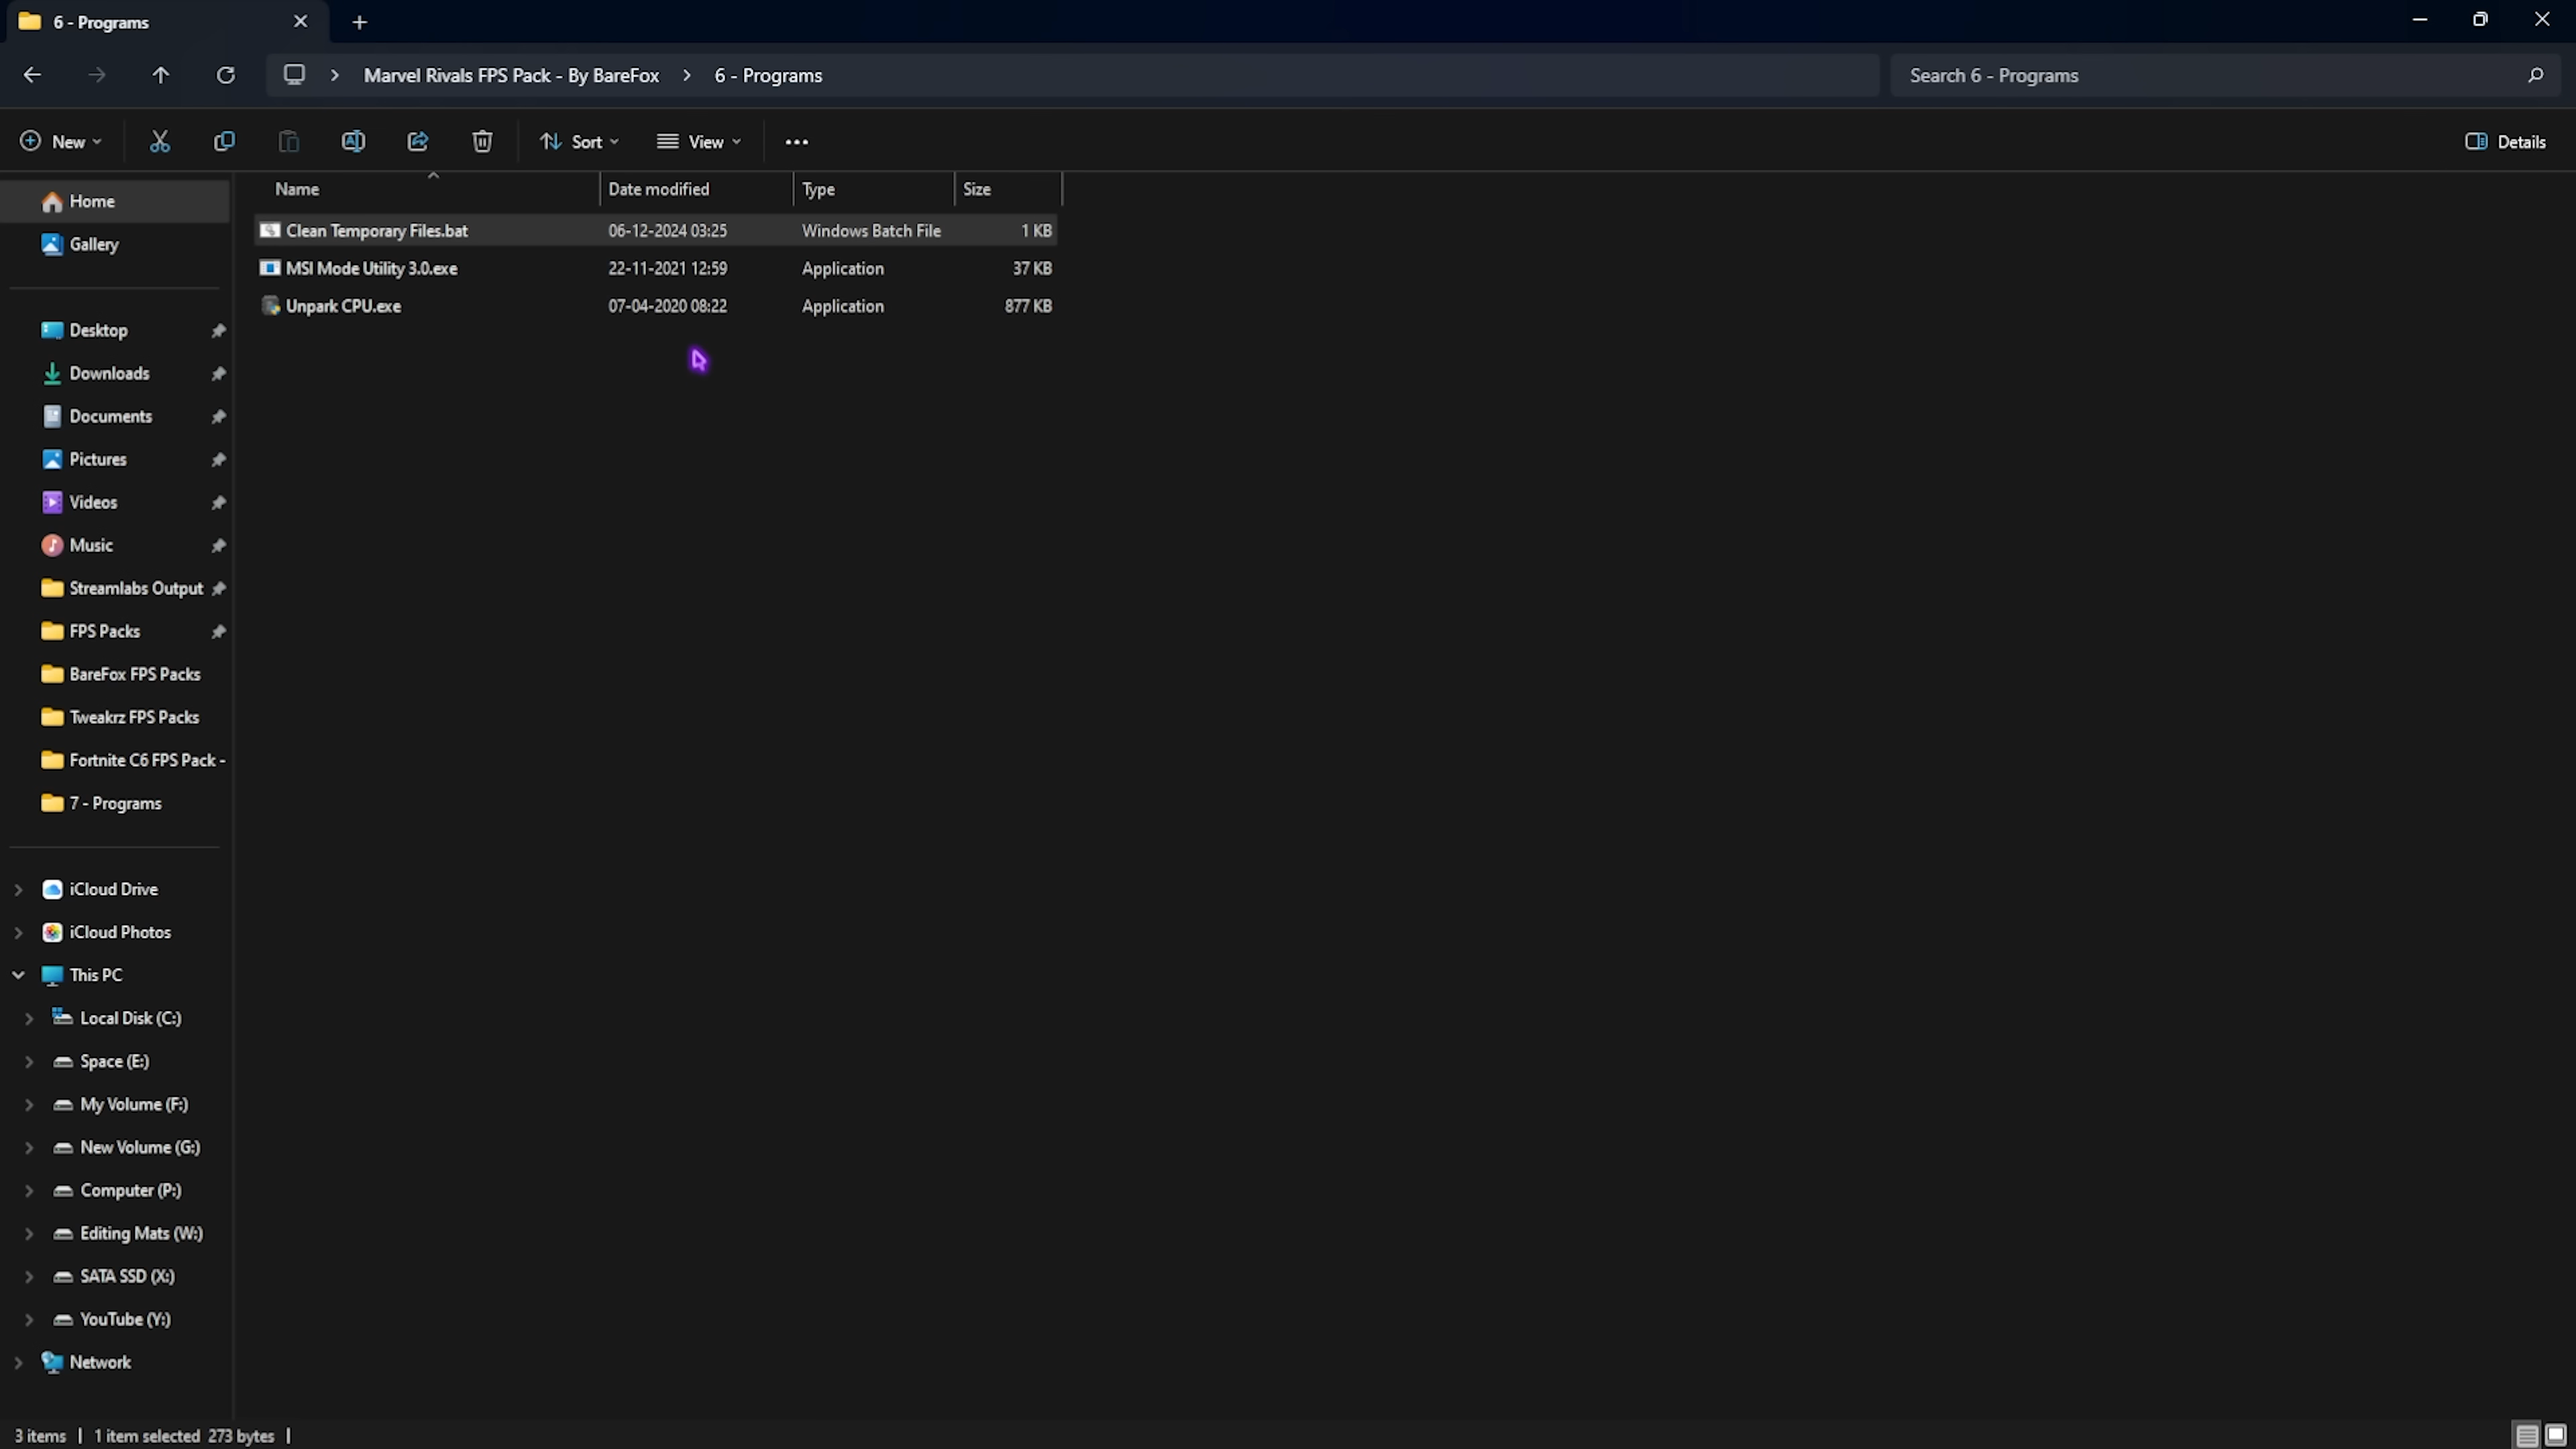 6 - Programs
Marvel Rivals FPS Pack - By BareFox > 6 - Programs
Search 6 - Programs
New
Sort
View
Details
Name Date modified Type Size
Clean Temporary Files.bat 06-12-2024 03:25 Windows Batch File 1 KB
MSI Mode Utility 3.0.exe 22-11-2021 12:59 Application 37 KB
Unpark CPU.exe 07-04-2020 08:22 Application 877 KB
Home
Gallery
Desktop
Downloads
Documents
Pictures
Videos
Music
Streamlabs Output
FPS Packs
BareFox FPS Packs
Tweakrz FPS Packs
Fortnite C6 FPS Pack -
7 - Programs
iCloud Drive
iCloud Photos
This PC
Local Disk (C:)
Space (E:)
My Volume (F:)
New Volume (G:)
Computer (P:)
Editing Mats (W:)
SATA SSD (X:)
YouTube (Y:)
Network
3 items | 1 item selected 273 bytes |